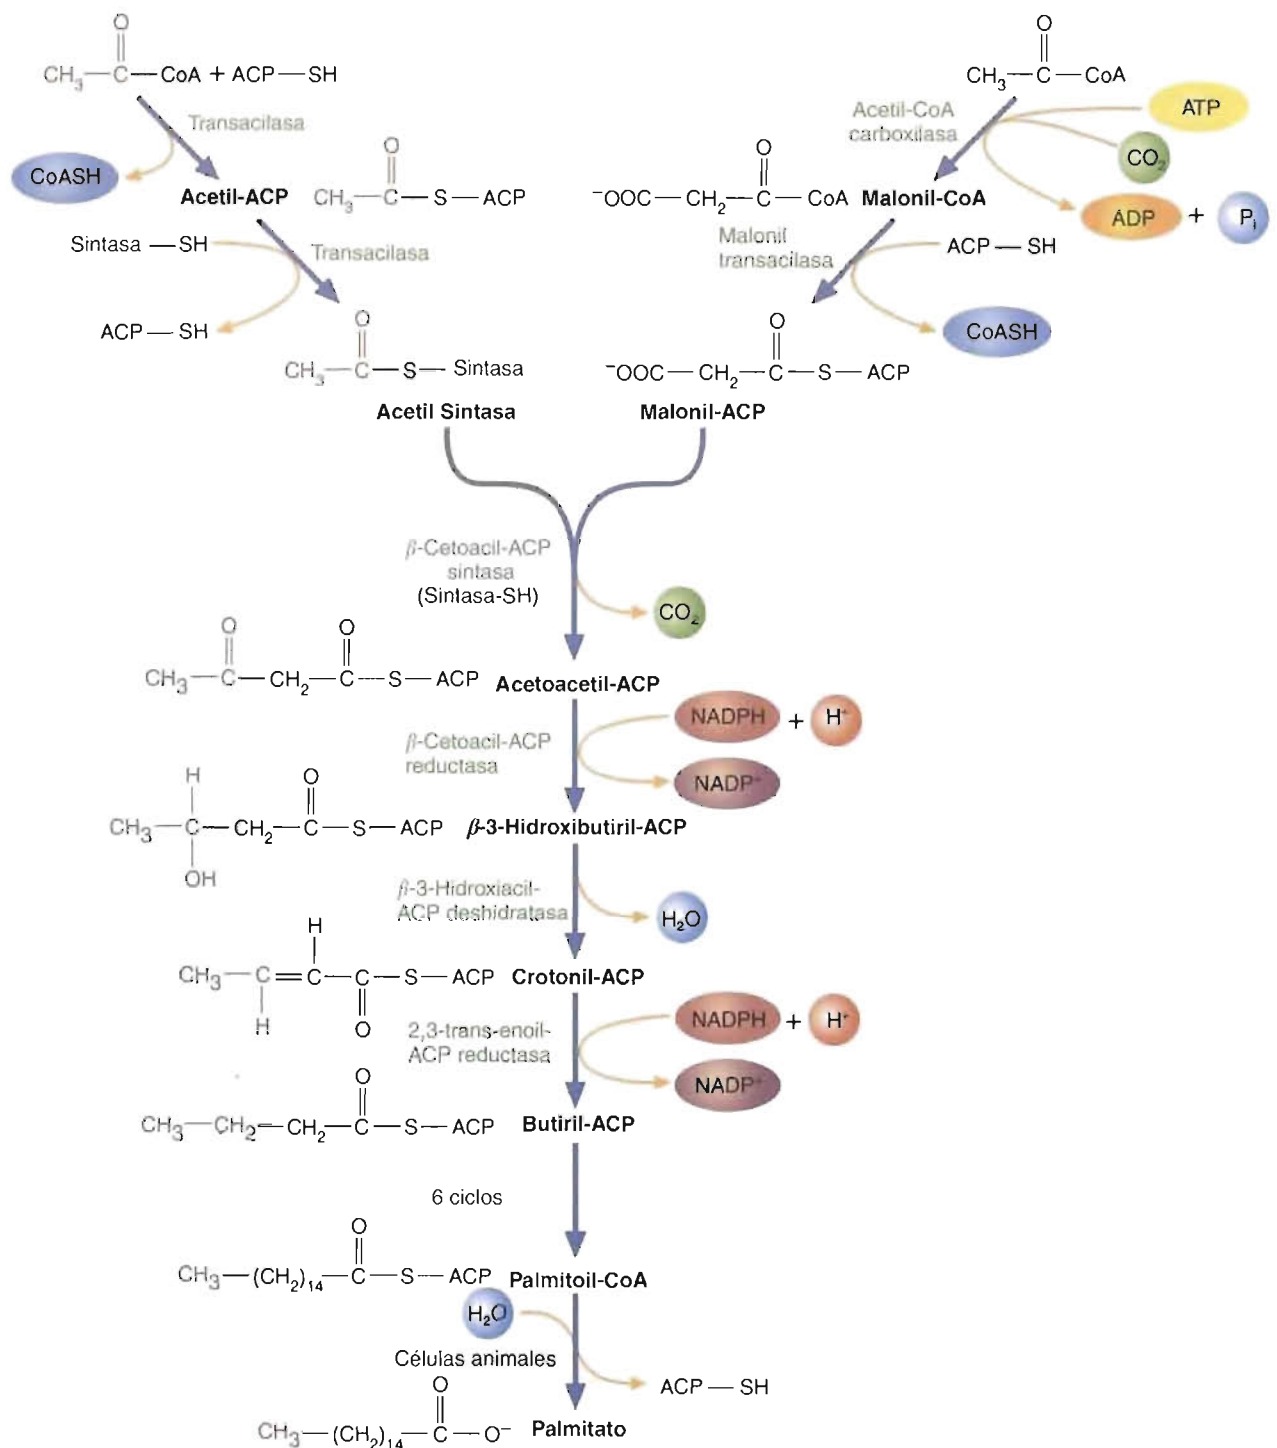 O
CH3—C—CoA + ACP—SH
Transacilasa
CoASH
Acetil-ACP
O
CH3—C—S—ACP
Sintasa—SH
Transacilasa
ACP—SH
O
CH3—C—S—Sintasa
Acetil Sintasa
O
CH3—C—CoA
Acetil-CoA
carboxilasa
ATP
CO2
ADP + Pi
O
⁻OOC—CH2—C—CoA Malonil-CoA
Malonil
transacilasa
ACP—SH
CoASH
O
⁻OOC—CH2—C—S—ACP
Malonil-ACP
β-Cetoacil-ACP
sintasa
(Sintasa-SH)
CO2
O O
CH3—C—CH2—C—S—ACP Acetoacetil-ACP
β-Cetoacil-ACP
reductasa
NADPH + H⁺
NADP⁺
H O
CH3—C—CH2—C—S—ACP β-3-Hidroxibutiril-ACP
OH
β-3-Hidroxiacil-
ACP deshidratasa
H2O
H
CH3—C=C—C—S—ACP Crotonil-ACP
H O
2,3-trans-enoil-
ACP reductasa
NADPH + H⁺
NADP⁺
O
CH3—CH2—CH2—C—S—ACP Butiril-ACP
6 ciclos
O
CH3—(CH2)14—C—S—ACP Palmitoil-CoA
H2O
Células animales
ACP—SH
O
CH3—(CH2)14—C—O⁻ Palmitato